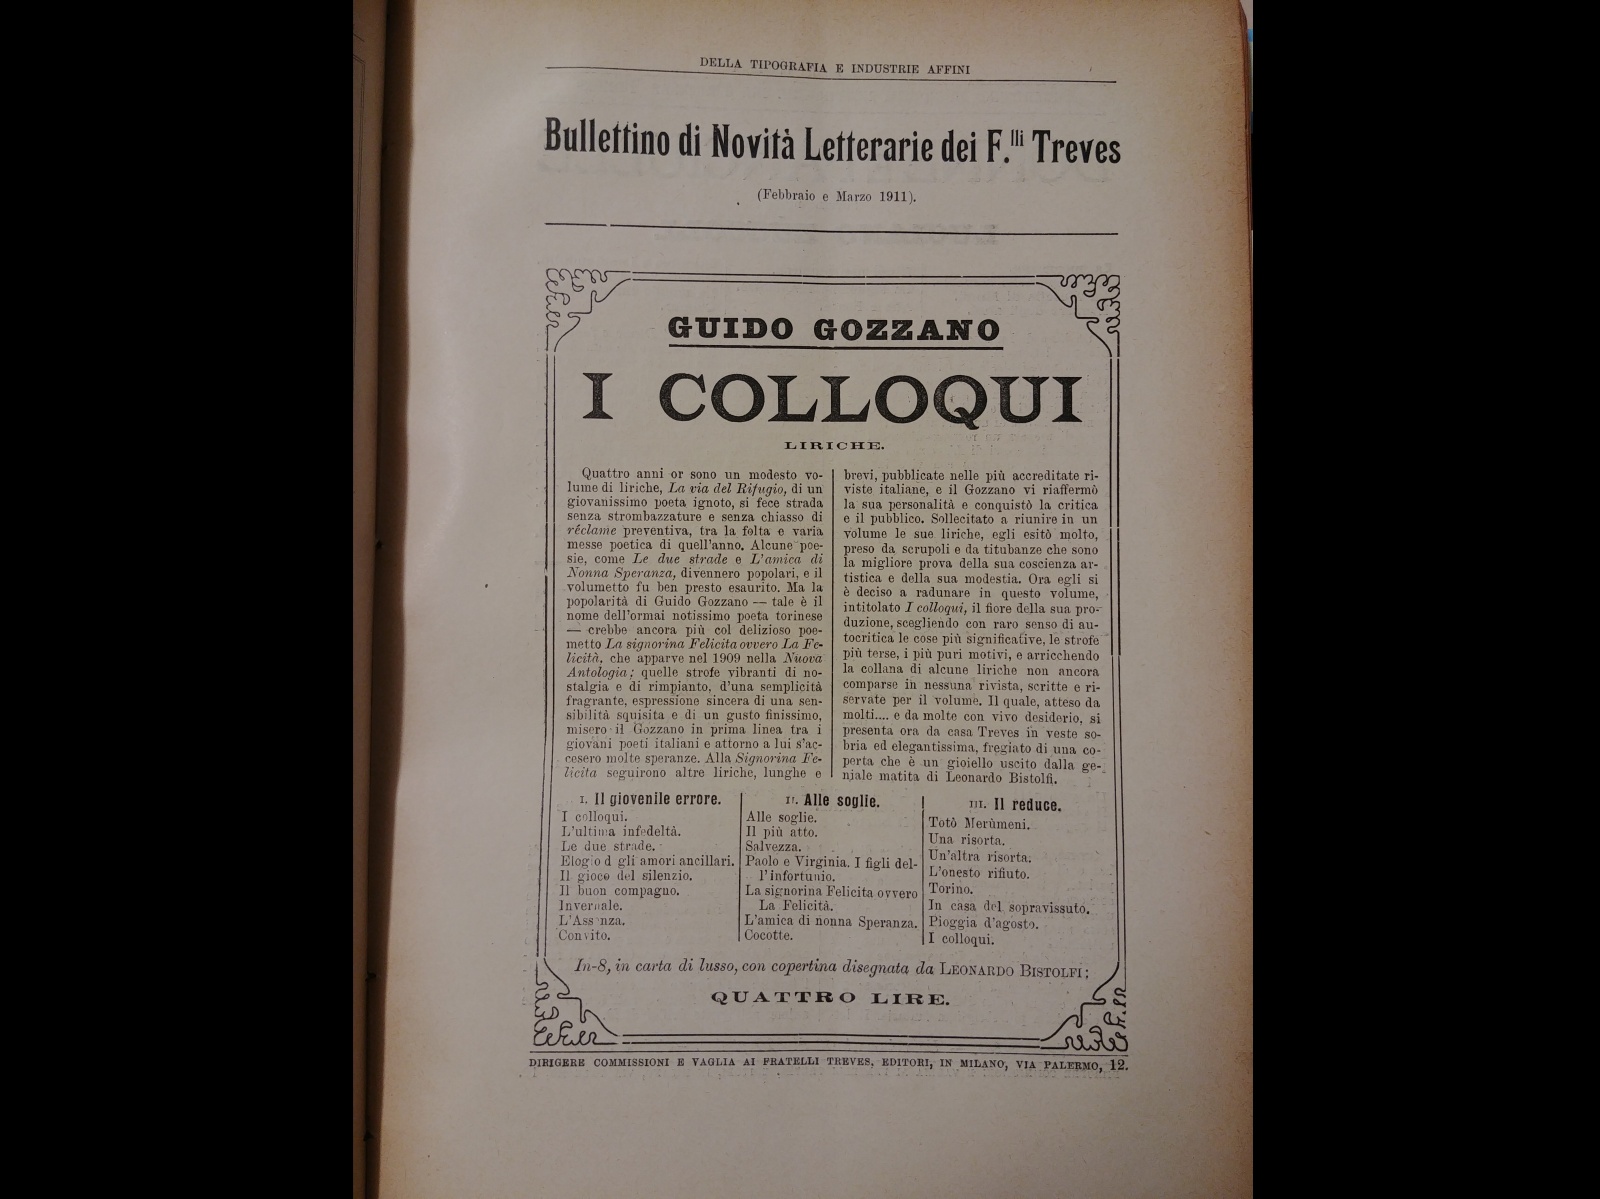 DELLA TIPOGRAFIA E INDUSTRIE AFFINI
Bullettino di Novità Letterarie dei F.lli Treves
(Febbraio e Marzo 1911).
GUIDO GOZZANO
I COLLOQUI
LIRICHE.
Quattro anni or sono un modesto vo-
lume di liriche, La via del Rifugio, di un
giovanissimo poeta ignoto, si fece strada
senza strombazzature e senza chiasso di
réclame preventiva, tra la folta e varia
messe poetica di quell'anno. Alcune poe-
sie, come Le due strade e L'amica di
Nonna Speranza, divennero popolari, e il
volumetto fu ben presto esaurito. Ma la
popolarità di Guido Gozzano — tale è il
nome dell'ormai notissimo poeta torinese
— crebbe ancora più col delizioso poe-
metto La signorina Felicita ovvero La Fe-
licità, che apparve nel 1909 nella Nuova
Antologia; quelle strofe vibranti di no-
stalgia e di rimpianto, d'una semplicità
fragrante, espressione sincera di una sen-
sibilità squisita e di un gusto finissimo,
misero il Gozzano in prima linea tra i
giovani poeti italiani e attorno a lui s'ac-
cesero molte speranze. Alla Signorina Fe-
licita seguirono altre liriche, lunghe e
brevi, pubblicate nelle più accreditate ri-
viste italiane, e il Gozzano vi riaffermò
la sua personalità e conquistò la critica
e il pubblico. Sollecitato a riunire in un
volume le sue liriche, egli esitò molto,
preso da scrupoli e da titubanze che sono
la migliore prova della sua coscienza ar-
tistica e della sua modestia. Ora egli si
è deciso a radunare in questo volume,
intitolato I colloqui, il fiore della sua pro-
duzione, scegliendo con raro senso di au-
tocritica le cose più significative, le strofe
più terse, i più puri motivi, e arricchendo
la collana di alcune liriche non ancora
comparse in nessuna rivista, scritte e ri-
servate per il volume. Il quale, atteso da
molti.... e da molte con vivo desiderio, si
presenta ora da casa Treves in veste so-
bria ed elegantissima, fregiato di una co-
perta che è un gioiello uscito dalla ge-
niale matita di Leonardo Bistolfi.
I. Il giovenile errore.
I colloqui.
L'ultima infedeltà.
Le due strade.
Elogio d gli amori ancillari.
Il gioco del silenzio.
Il buon compagno.
Invernale.
L'Assenza.
Convito.
II. Alle soglie.
Alle soglie.
Il più atto.
Salvezza.
Paolo e Virginia. I figli del-
l'infortunio.
La signorina Felicita ovvero
La Felicità.
L'amica di nonna Speranza.
Cocotte.
III. Il reduce.
Totò Merùmeni.
Una risorta.
Un'altra risorta.
L'onesto rifiuto.
Torino.
In casa del sopravissuto.
Pioggia d'agosto.
I colloqui.
In-8, in carta di lusso, con copertina disegnata da LEONARDO BISTOLFI;
QUATTRO LIRE.
DIRIGERE COMMISSIONI E VAGLIA AI FRATELLI TREVES, EDITORI, IN MILANO, VIA PALERMO, 12.